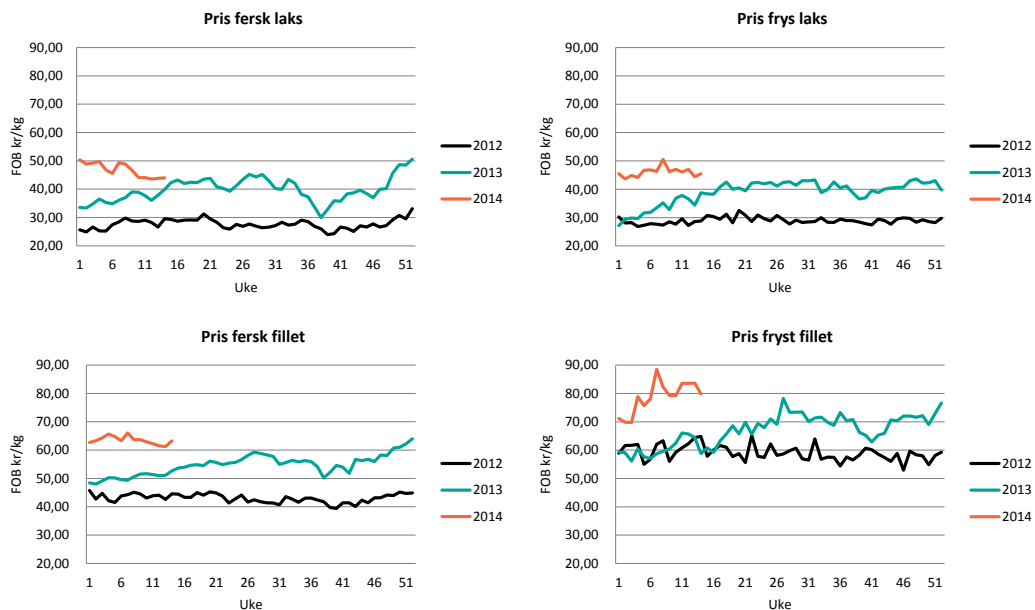 Pris fersk laks
90,00
80,00
70,00
60,00
50,00
40,00
30,00
20,00
FOB kr/kg
1 6 11 16 21 26 31 36 41 46 51
Uke
2012
2013
2014
Pris frys laks
90,00
80,00
70,00
60,00
50,00
40,00
30,00
20,00
FOB kr/kg
1 6 11 16 21 26 31 36 41 46 51
Uke
2012
2013
2014
Pris fersk fillet
90,00
80,00
70,00
60,00
50,00
40,00
30,00
20,00
FOB kr/kg
1 6 11 16 21 26 31 36 41 46 51
Uke
2012
2013
2014
Pris fryst fillet
90,00
80,00
70,00
60,00
50,00
40,00
30,00
20,00
FOB kr/kg
1 6 11 16 21 26 31 36 41 46 51
Uke
2012
2013
2014